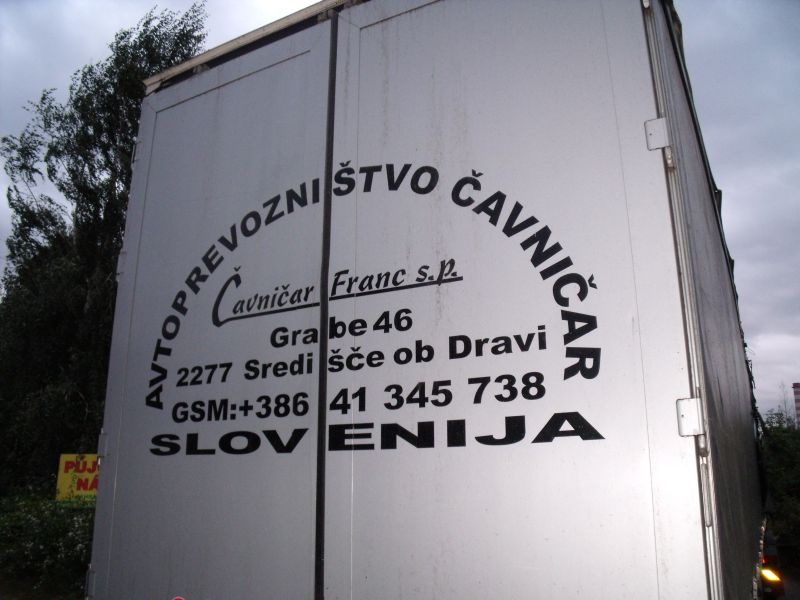 AVTOPREVOZNIŠTVO ČAVNIČAR
Čavničar Franc s.p.
Grabe 46
2277 Središče ob Dravi
GSM:+386 41 345 738
SLOVENIJA